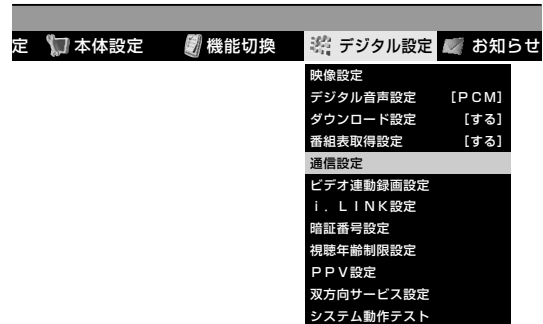 定 本体設定 機能切換 デジタル設定 お知らせ
映像設定
デジタル音声設定 [PCM]
ダウンロード設定 [する]
番組表取得設定 [する]
通信設定
ビデオ連動録画設定
i.LINK設定
暗証番号設定
視聴年齢制限設定
PPV設定
双方向サービス設定
システム動作テスト